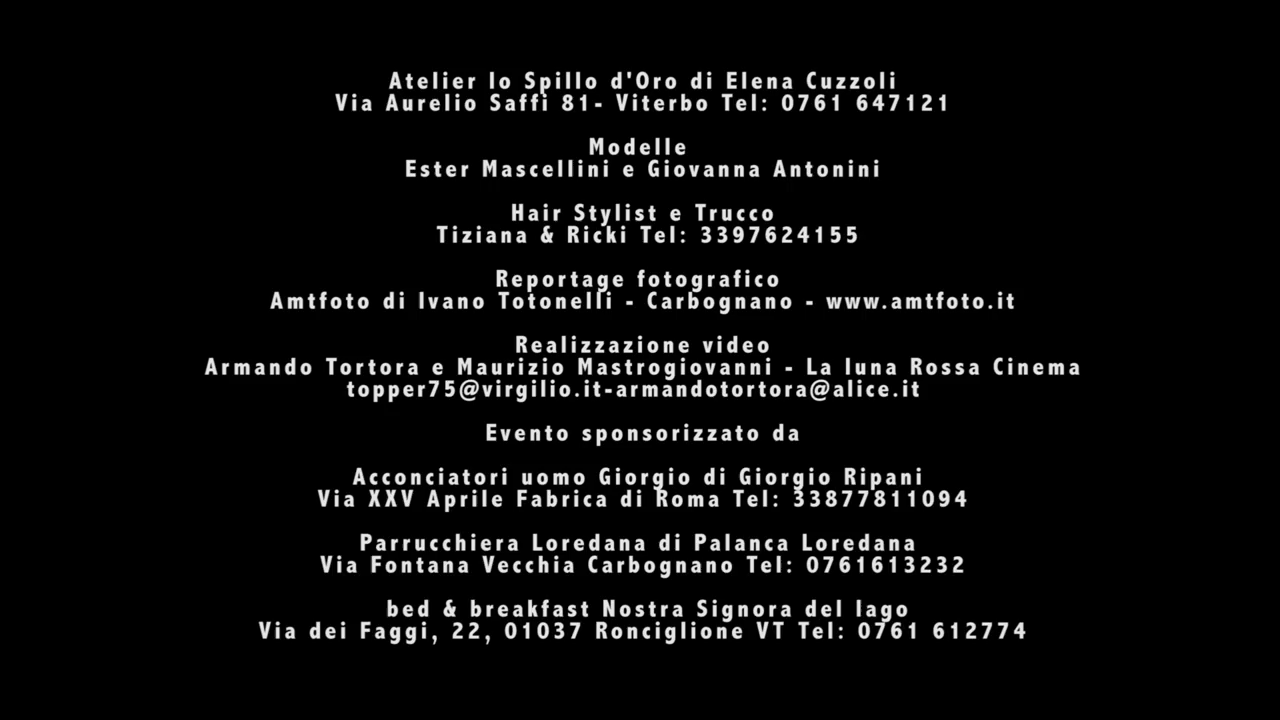 Atelier lo Spillo d'Oro di Elena Cuzzoli
Via Aurelio Saffi 81- Viterbo Tel: 0761 647121
Modelle
Ester Mascellini e Giovanna Antonini
Hair Stylist e Trucco
Tiziana & Ricki Tel: 3397624155
Reportage fotografico
Amtfoto di Ivano Totonelli - Carbognano - www.amtfoto.it
Realizzazione video
Armando Tortora e Maurizio Mastrogiovanni - La luna Rossa Cinema
topper75@virgilio.it-armandotortora@alice.it
Evento sponsorizzato da
Acconciatori uomo Giorgio di Giorgio Ripani
Via XXV Aprile Fabrica di Roma Tel: 33877811094
Parrucchiera Loredana di Palanca Loredana
Via Fontana Vecchia Carbognano Tel: 0761613232
bed & breakfast Nostra Signora del lago
Via dei Faggi, 22, 01037 Ronciglione VT Tel: 0761 612774